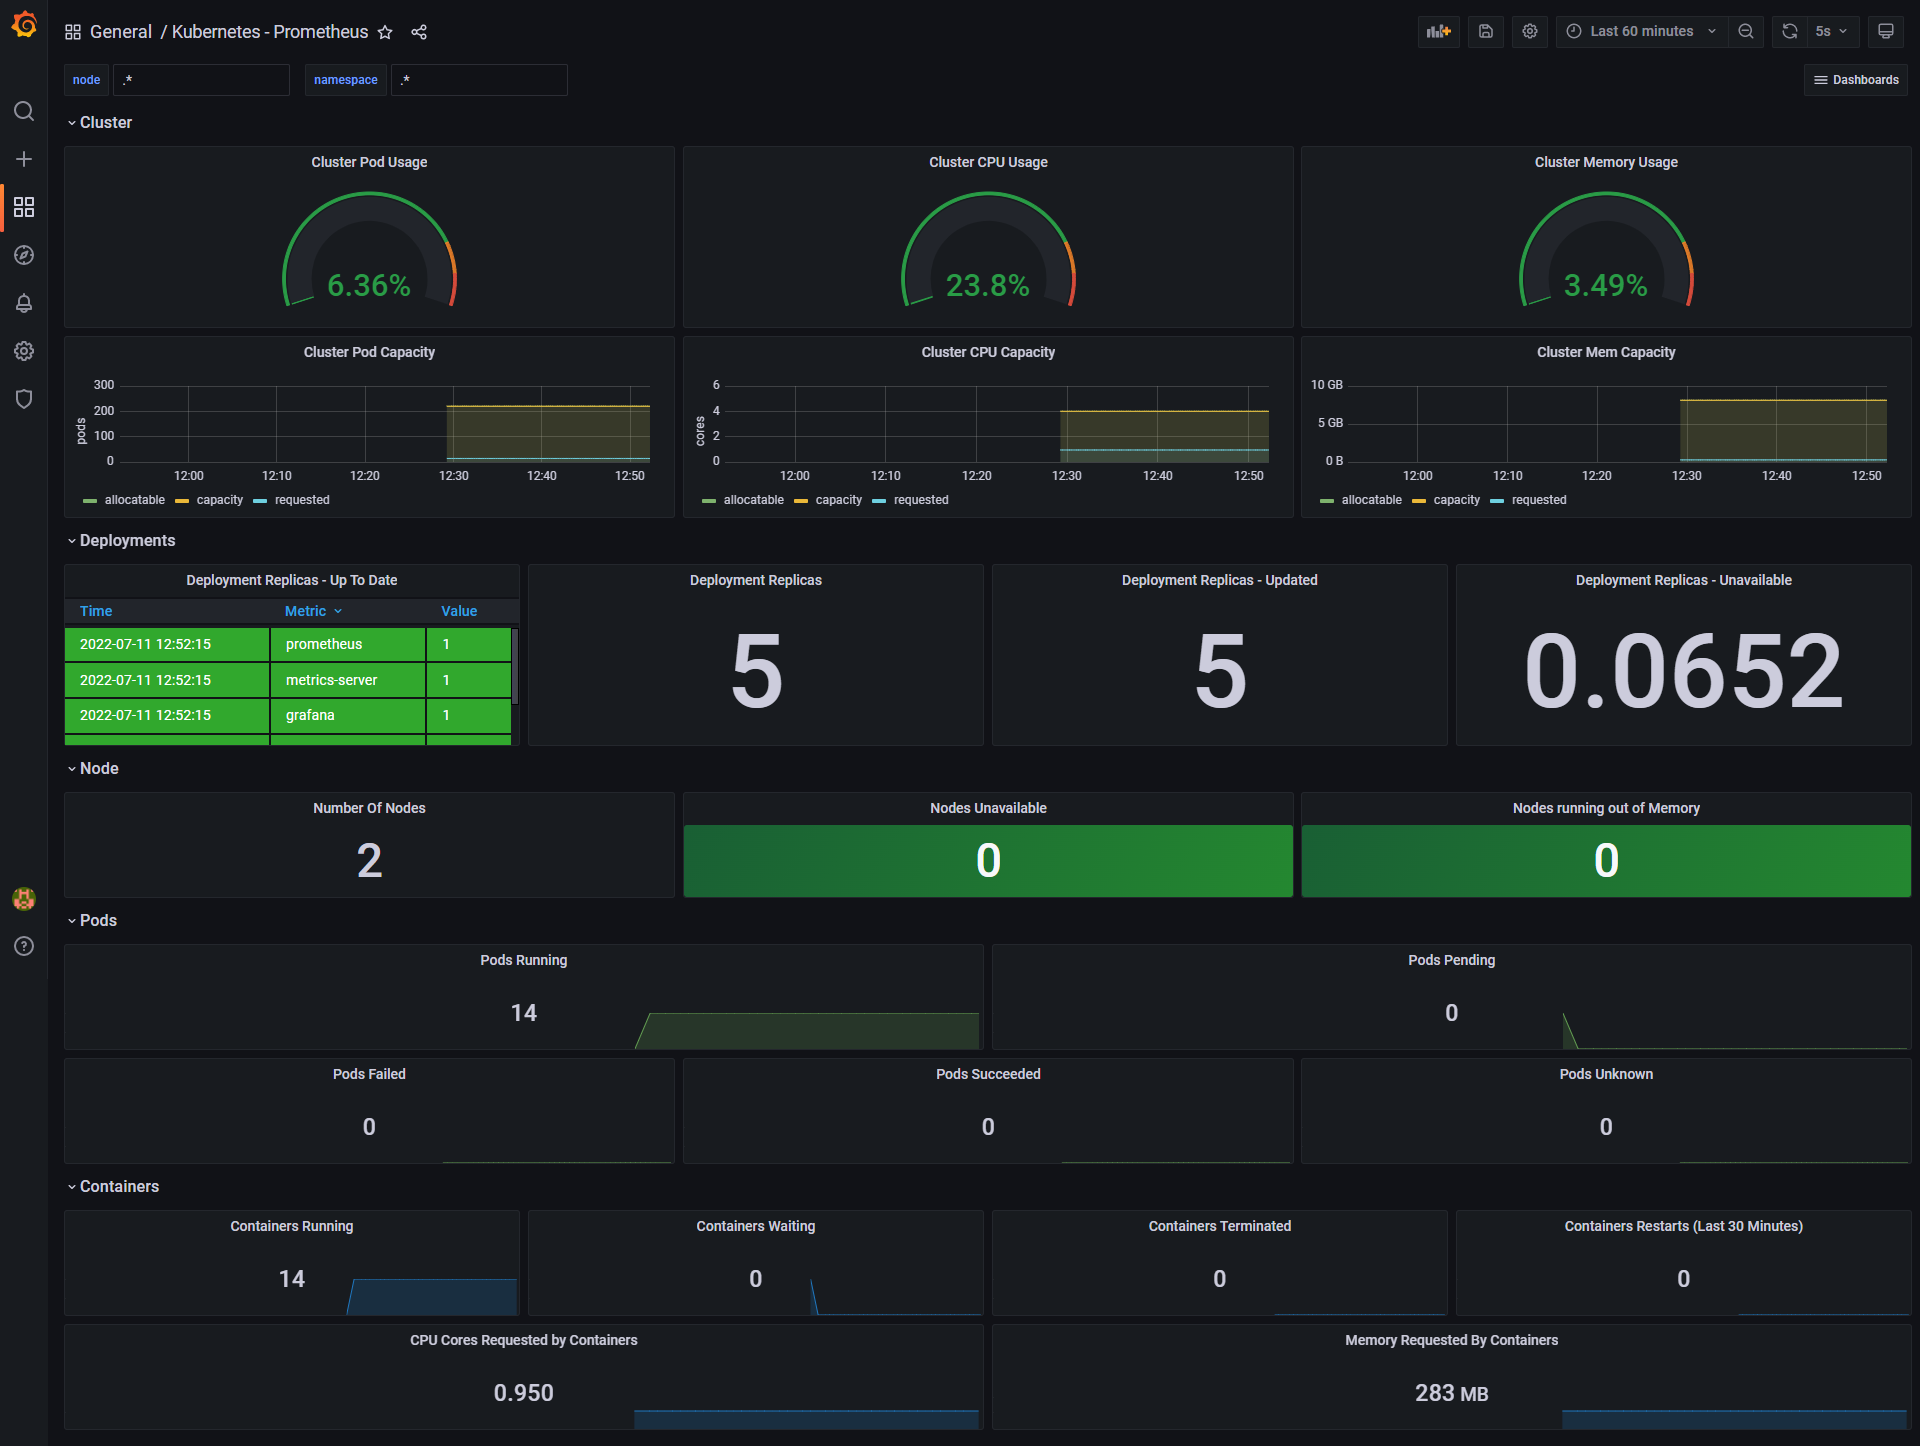 General / Kubernetes - Prometheus
Last 60 minutes
5s
node
.*
namespace
.*
Dashboards
Cluster
Cluster Pod Usage
6.36%
Cluster CPU Usage
23.8%
Cluster Memory Usage
3.49%
Cluster Pod Capacity
pods
300
200
100
0
12:00 12:10 12:20 12:30 12:40 12:50
allocatable capacity requested
Cluster CPU Capacity
cores
6
4
2
0
12:00 12:10 12:20 12:30 12:40 12:50
allocatable capacity requested
Cluster Mem Capacity
10 GB
5 GB
0 B
12:00 12:10 12:20 12:30 12:40 12:50
allocatable capacity requested
Deployments
Deployment Replicas - Up To Date
Time Metric Value
2022-07-11 12:52:15 prometheus 1
2022-07-11 12:52:15 metrics-server 1
2022-07-11 12:52:15 grafana 1
Deployment Replicas
5
Deployment Replicas - Updated
5
Deployment Replicas - Unavailable
0.0652
Node
Number Of Nodes
2
Nodes Unavailable
0
Nodes running out of Memory
0
Pods
Pods Running
14
Pods Pending
0
Pods Failed
0
Pods Succeeded
0
Pods Unknown
0
Containers
Containers Running
14
Containers Waiting
0
Containers Terminated
0
Containers Restarts (Last 30 Minutes)
0
CPU Cores Requested by Containers
0.950
Memory Requested By Containers
283 MB